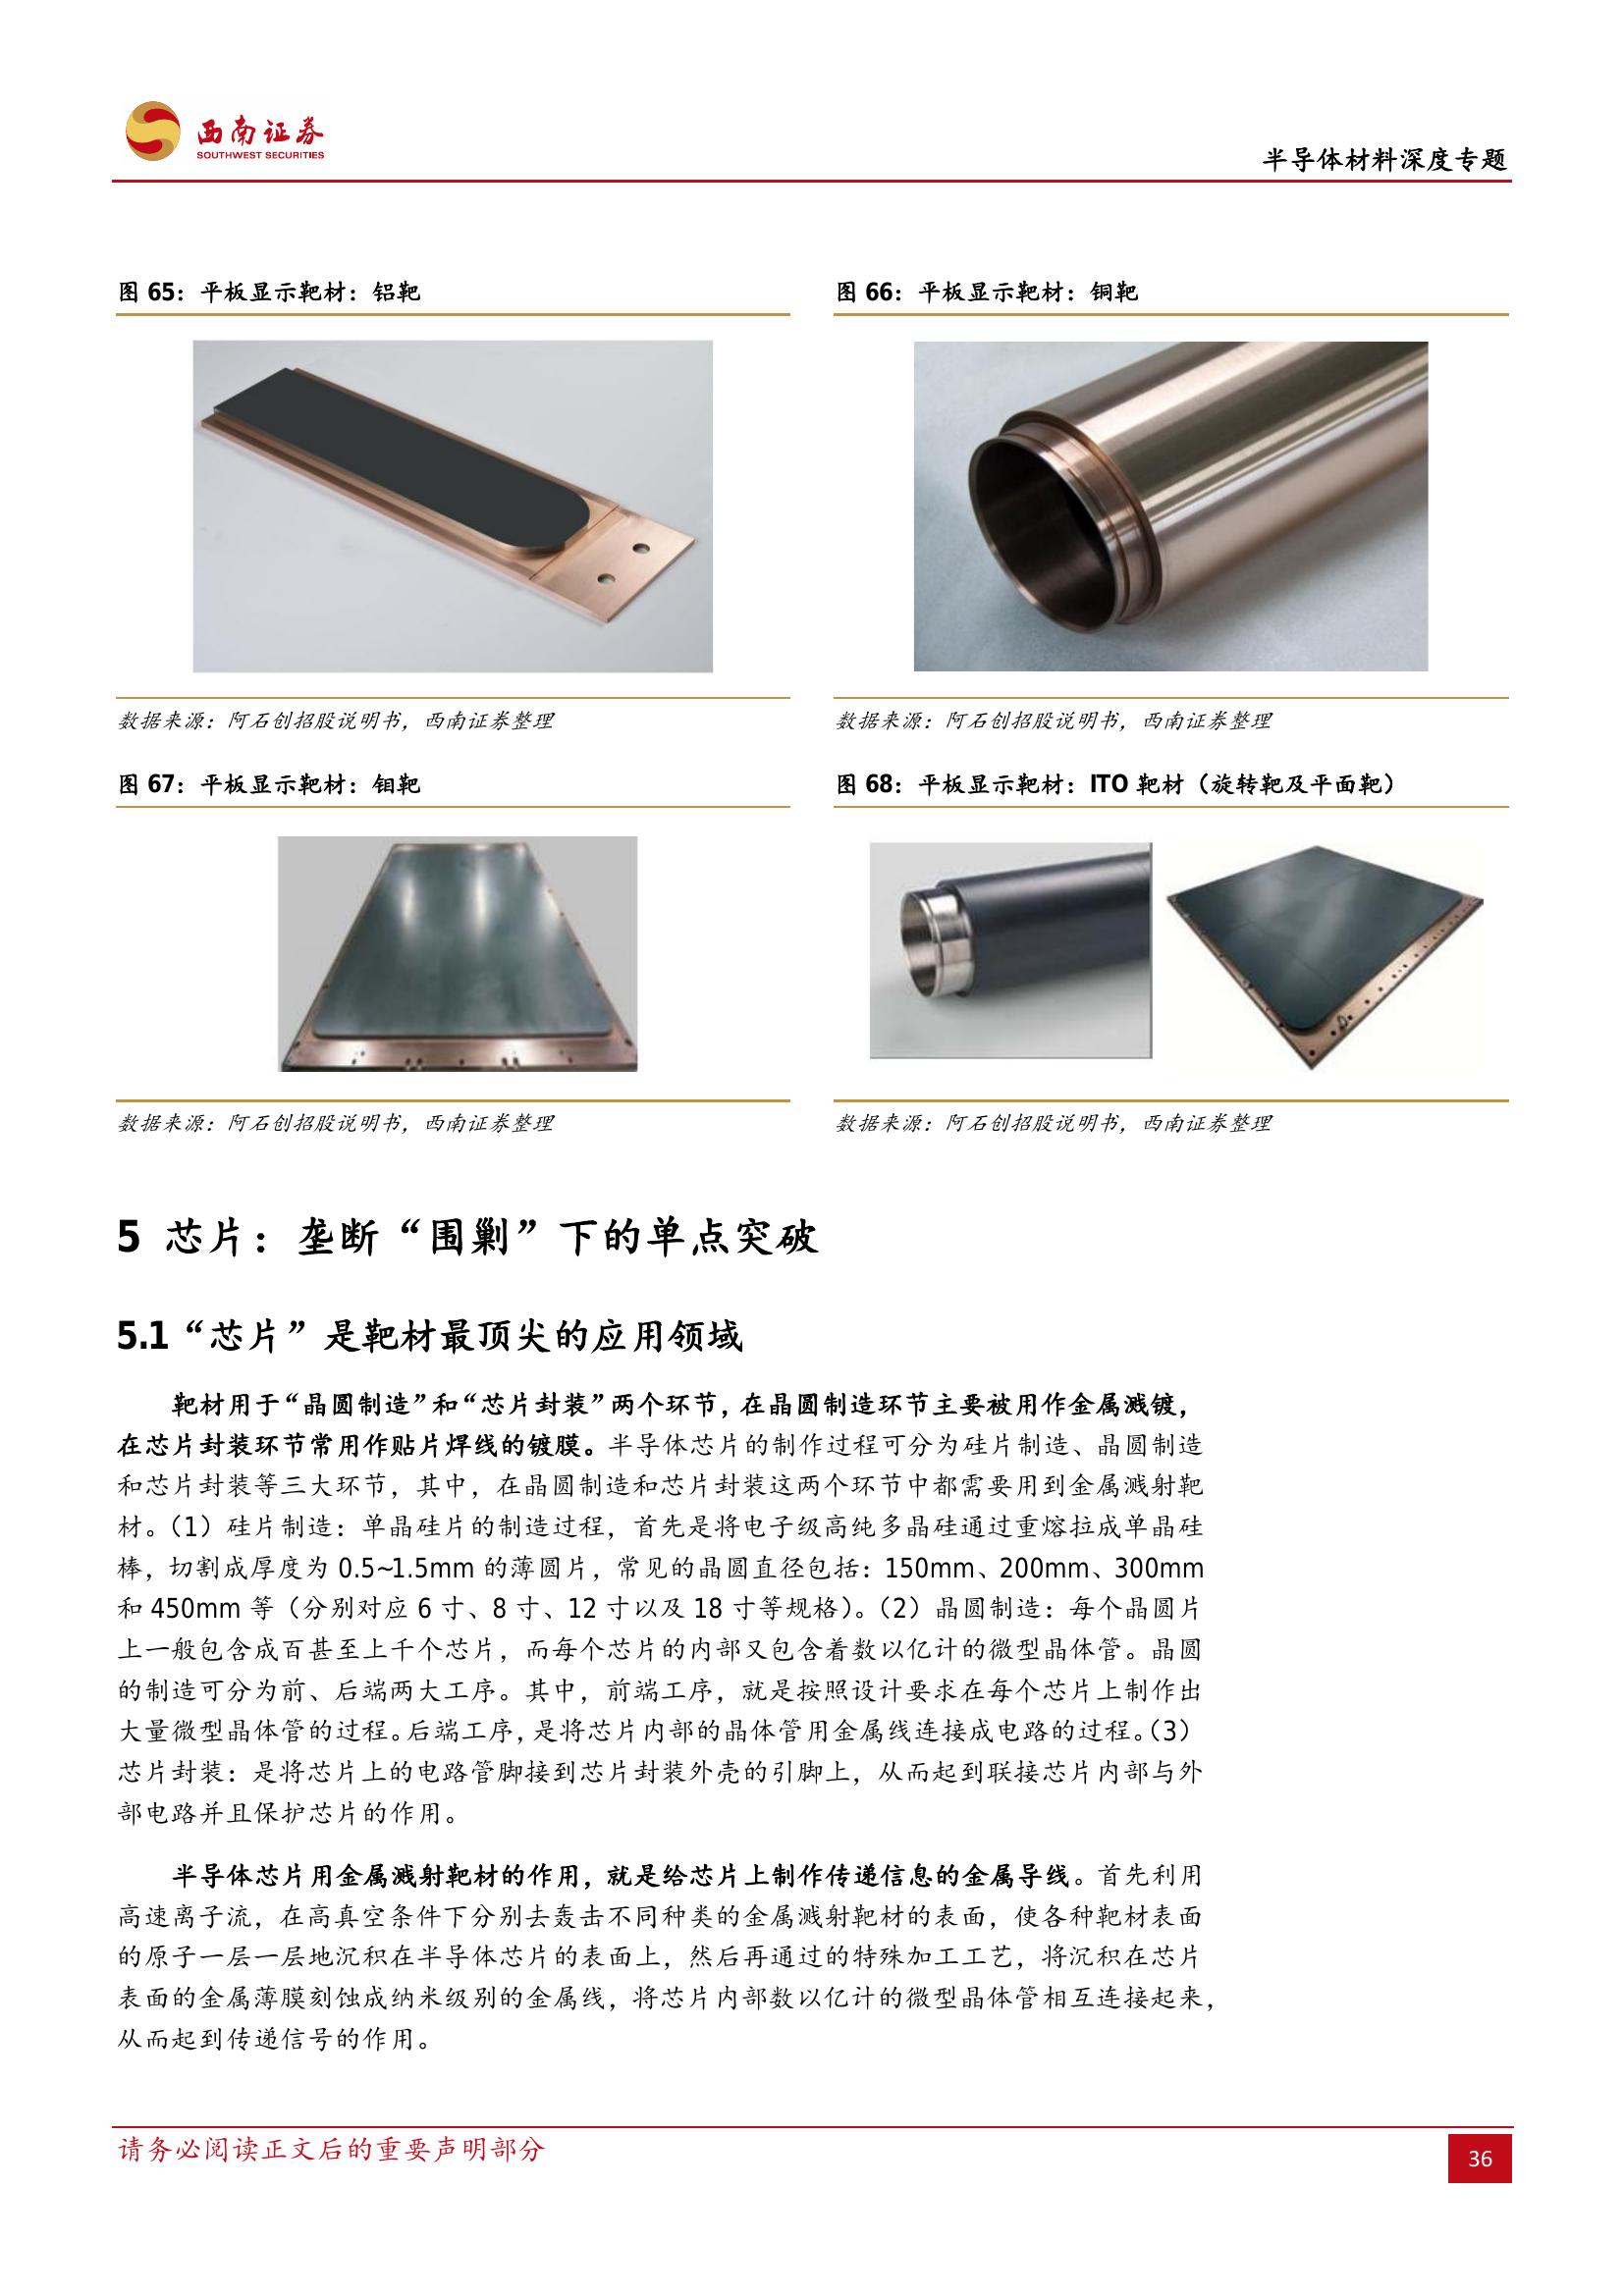 西南证券
SOUTHWEST SECURITIES
半导体材料深度专题
图 65：平板显示靶材：铝靶
图 66：平板显示靶材：铜靶
数据来源：阿石创招股说明书，西南证券整理
数据来源：阿石创招股说明书，西南证券整理
图 67：平板显示靶材：钼靶
图 68：平板显示靶材：ITO 靶材（旋转靶及平面靶）
数据来源：阿石创招股说明书，西南证券整理
数据来源：阿石创招股说明书，西南证券整理
5 芯片：垄断“围剿”下的单点突破
5.1“芯片”是靶材最顶尖的应用领域
靶材用于“晶圆制造”和“芯片封装”两个环节，在晶圆制造环节主要被用作金属溅镀，
在芯片封装环节常用作贴片焊线的镀膜。半导体芯片的制作过程可分为硅片制造、晶圆制造
和芯片封装等三大环节，其中，在晶圆制造和芯片封装这两个环节中都需要用到金属溅射靶
材。（1）硅片制造：单晶硅片的制造过程，首先是将电子级高纯多晶硅通过重熔拉成单晶硅
棒，切割成厚度为 0.5~1.5mm 的薄圆片，常见的晶圆直径包括：150mm、200mm、300mm
和 450mm 等（分别对应 6 寸、8 寸、12 寸以及 18 寸等规格）。（2）晶圆制造：每个晶圆片
上一般包含成百甚至上千个芯片，而每个芯片的内部又包含着数以亿计的微型晶体管。晶圆
的制造可分为前、后端两大工序。其中，前端工序，就是按照设计要求在每个芯片上制作出
大量微型晶体管的过程。后端工序，是将芯片内部的晶体管用金属线连接成电路的过程。（3）
芯片封装：是将芯片上的电路管脚接到芯片封装外壳的引脚上，从而起到联接芯片内部与外
部电路并且保护芯片的作用。
半导体芯片用金属溅射靶材的作用，就是给芯片上制作传递信息的金属导线。首先利用
高速离子流，在高真空条件下分别去轰击不同种类的金属溅射靶材的表面，使各种靶材表面
的原子一层一层地沉积在半导体芯片的表面上，然后再通过的特殊加工工艺，将沉积在芯片
表面的金属薄膜刻蚀成纳米级别的金属线，将芯片内部数以亿计的微型晶体管相互连接起来，
从而起到传递信号的作用。
请务必阅读正文后的重要声明部分
36